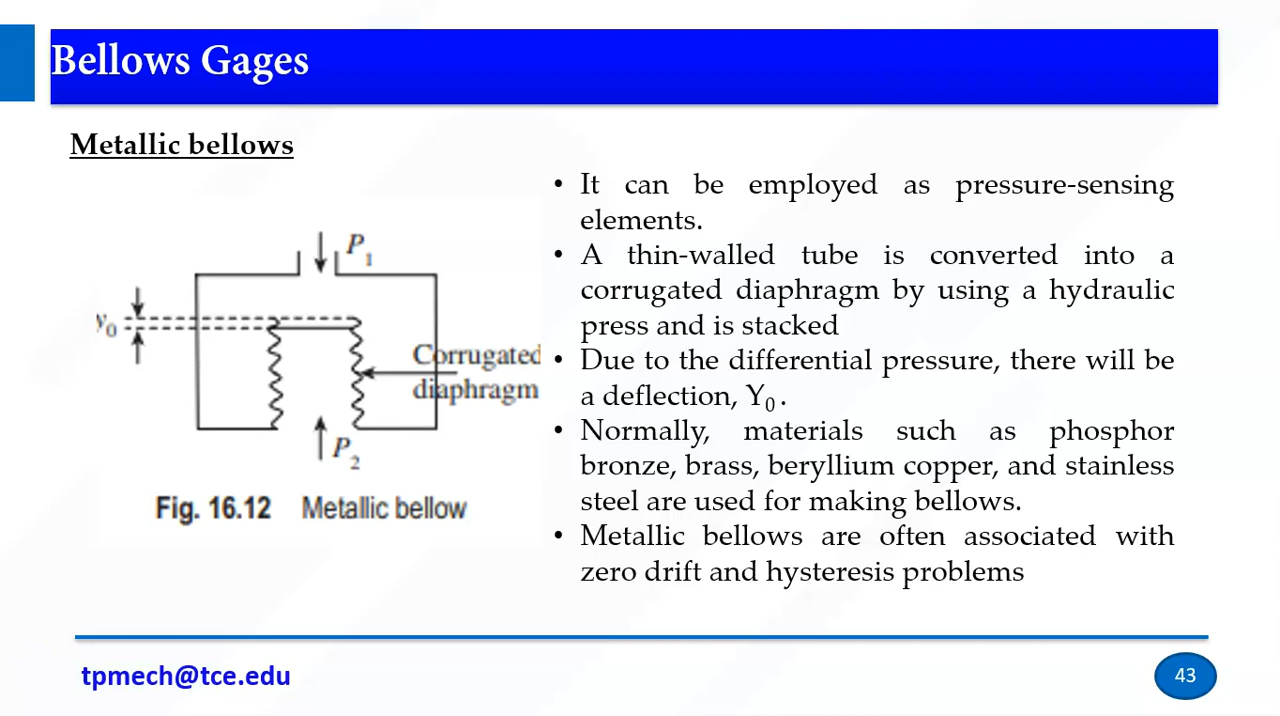 Bellows Gages
Metallic bellows
P1
y0
Corrugated
diaphragm
P2
Fig. 16.12 Metallic bellow
• It can be employed as pressure-sensing
elements.
• A thin-walled tube is converted into a
corrugated diaphragm by using a hydraulic
press and is stacked
• Due to the differential pressure, there will be
a deflection, Y0 .
• Normally, materials such as phosphor
bronze, brass, beryllium copper, and stainless
steel are used for making bellows.
• Metallic bellows are often associated with
zero drift and hysteresis problems
tpmech@tce.edu
43